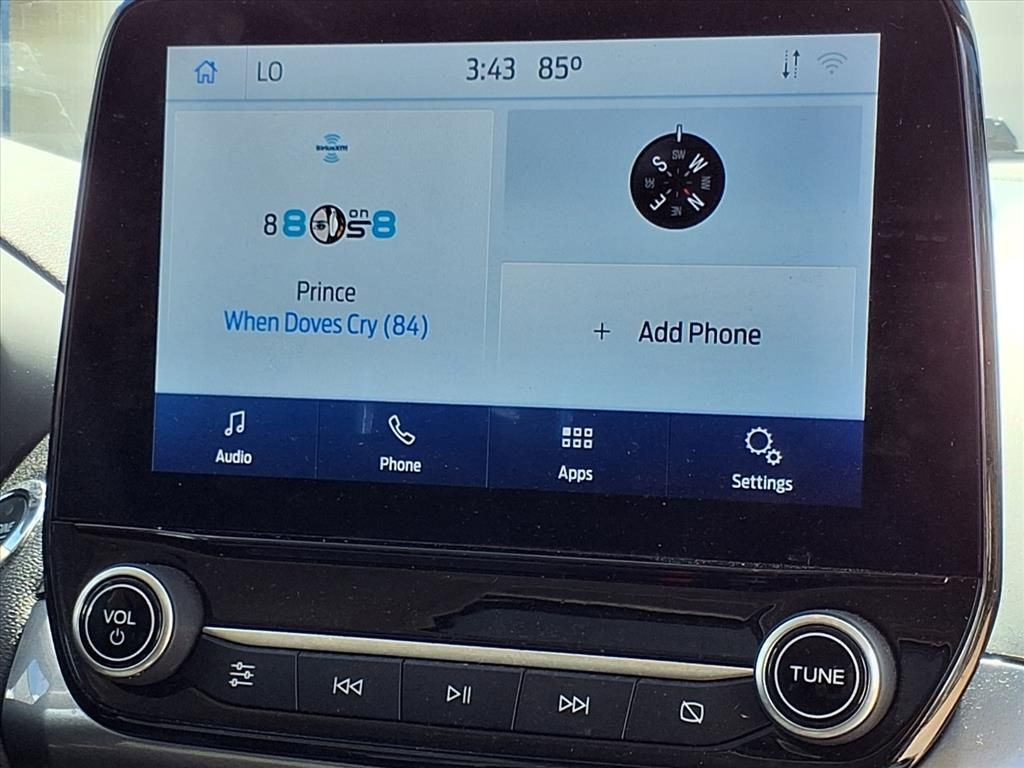 LO
3:43 85°
SiriusXM
8 80s on 8
Prince
When Doves Cry (84)
SW
S W
SE NW
E N
NE
+ Add Phone
Audio
Phone
Apps
Settings
VOL
TUNE